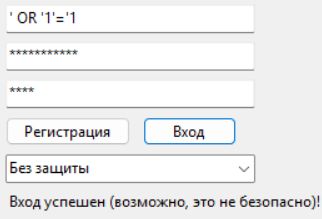 ' OR '1'='1
***********
****
Регистрация Вход
Без защиты
Вход успешен (возможно, это не безопасно)!